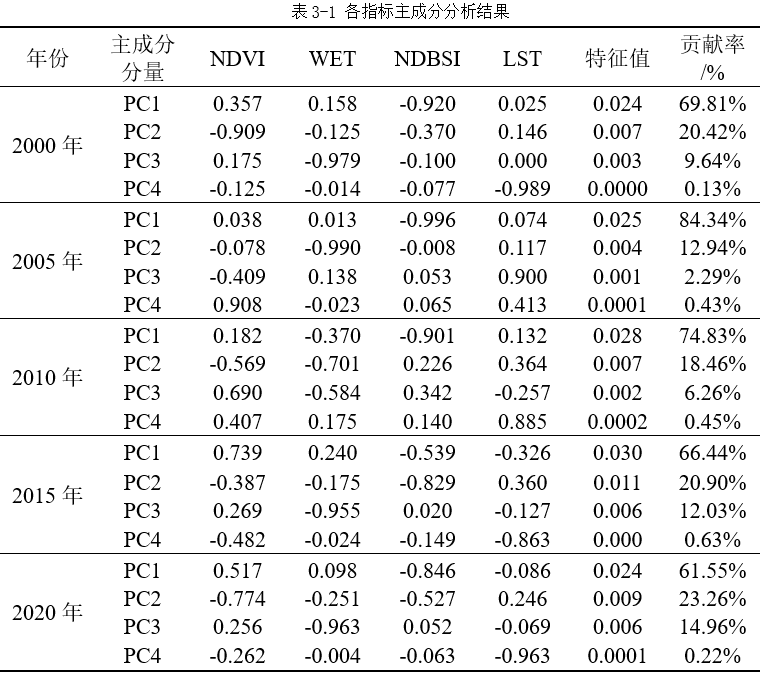 表 3-1 各指标主成分分析结果
年份 主成分分量 NDVI WET NDBSI LST 特征值 贡献率/%
2000 年 PC1 0.357 0.158 -0.920 0.025 0.024 69.81%
PC2 -0.909 -0.125 -0.370 0.146 0.007 20.42%
PC3 0.175 -0.979 -0.100 0.000 0.003 9.64%
PC4 -0.125 -0.014 -0.077 -0.989 0.0000 0.13%
2005 年 PC1 0.038 0.013 -0.996 0.074 0.025 84.34%
PC2 -0.078 -0.990 -0.008 0.117 0.004 12.94%
PC3 -0.409 0.138 0.053 0.900 0.001 2.29%
PC4 0.908 -0.023 0.065 0.413 0.0001 0.43%
2010 年 PC1 0.182 -0.370 -0.901 0.132 0.028 74.83%
PC2 -0.569 -0.701 0.226 0.364 0.007 18.46%
PC3 0.690 -0.584 0.342 -0.257 0.002 6.26%
PC4 0.407 0.175 0.140 0.885 0.0002 0.45%
2015 年 PC1 0.739 0.240 -0.539 -0.326 0.030 66.44%
PC2 -0.387 -0.175 -0.829 0.360 0.011 20.90%
PC3 0.269 -0.955 0.020 -0.127 0.006 12.03%
PC4 -0.482 -0.024 -0.149 -0.863 0.000 0.63%
2020 年 PC1 0.517 0.098 -0.846 -0.086 0.024 61.55%
PC2 -0.774 -0.251 -0.527 0.246 0.009 23.26%
PC3 0.256 -0.963 0.052 -0.069 0.006 14.96%
PC4 -0.262 -0.004 -0.063 -0.963 0.0001 0.22%